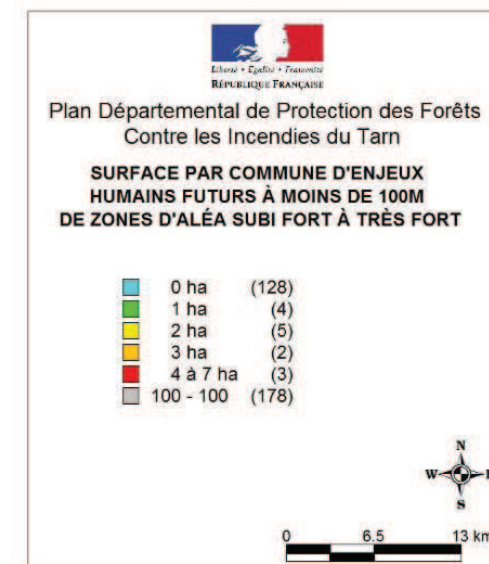 Liberté • Égalité • Fraternité
RÉPUBLIQUE FRANÇAISE
Plan Départemental de Protection des Forêts
Contre les Incendies du Tarn
SURFACE PAR COMMUNE D'ENJEUX
HUMAINS FUTURS À MOINS DE 100M
DE ZONES D'ALÉA SUBI FORT À TRÈS FORT
0 ha (128)
1 ha (4)
2 ha (5)
3 ha (2)
4 à 7 ha (3)
100 - 100 (178)
N
W E
S
0 6.5 13 km